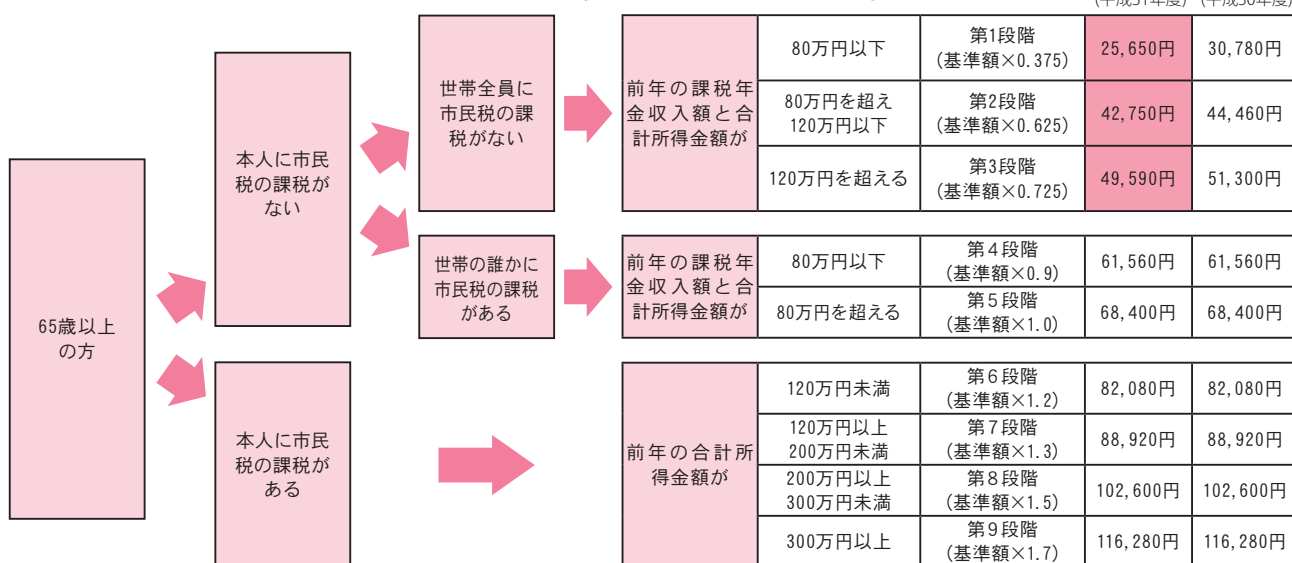 (平成31年度) (平成30年度)
65歳以上
の方
本人に市民
税の課税が
ない
世帯全員に
市民税の課
税がない
前年の課税年
金収入額と合
計所得金額が
80万円以下
第1段階
(基準額×0.375)
25,650円
30,780円
80万円を超え
120万円以下
第2段階
(基準額×0.625)
42,750円
44,460円
120万円を超える
第3段階
(基準額×0.725)
49,590円
51,300円
世帯の誰かに
市民税の課税
がある
前年の課税年
金収入額と合
計所得金額が
80万円以下
第4段階
(基準額×0.9)
61,560円
61,560円
80万円を超える
第5段階
(基準額×1.0)
68,400円
68,400円
本人に市民
税の課税が
ある
前年の合計所
得金額が
120万円未満
第6段階
(基準額×1.2)
82,080円
82,080円
120万円以上
200万円未満
第7段階
(基準額×1.3)
88,920円
88,920円
200万円以上
300万円未満
第8段階
(基準額×1.5)
102,600円
102,600円
300万円以上
第9段階
(基準額×1.7)
116,280円
116,280円